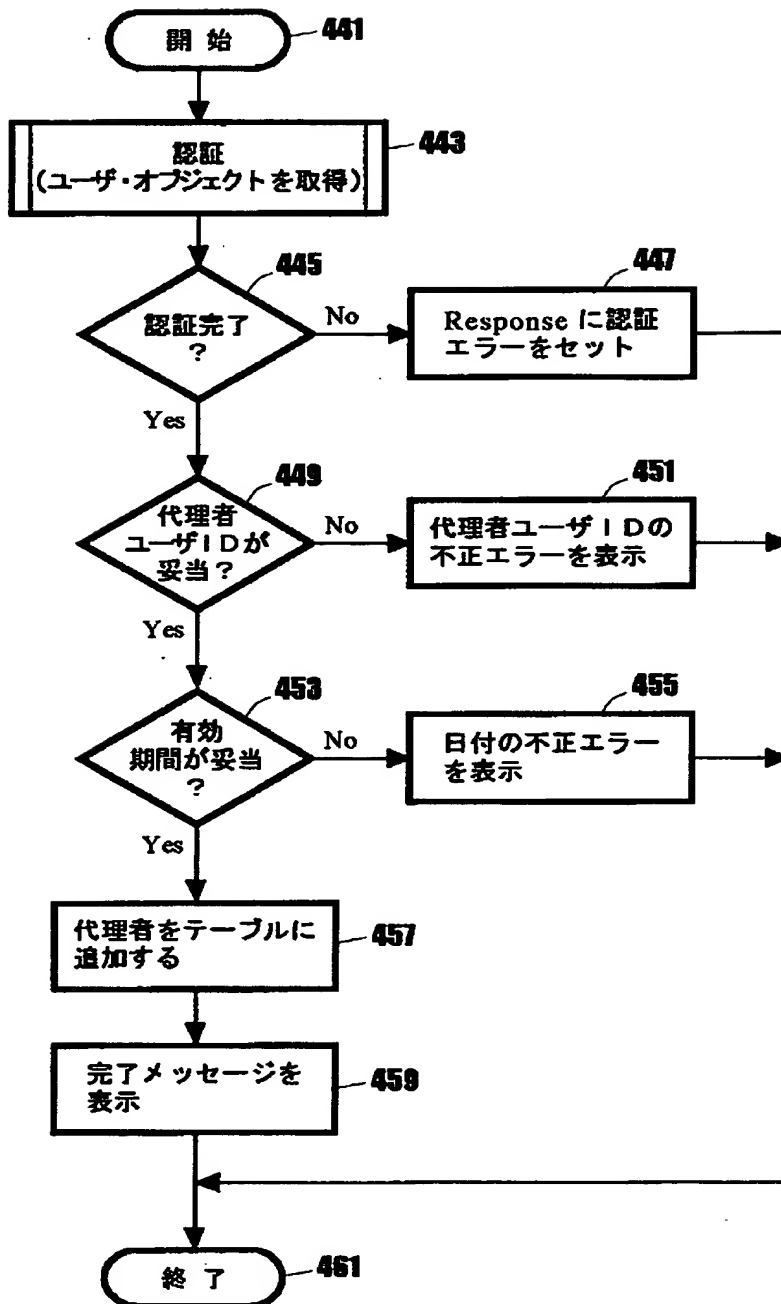 開 始
441
認証
(ユーザ・オブジェクトを取得)
443
445
認証完了
?
No
447
Response に認証
エラーをセット
Yes
449
代理者
ユーザIDが
妥当?
No
451
代理者ユーザIDの
不正エラーを表示
Yes
453
有効
期間が妥当
?
No
455
日付の不正エラー
を表示
Yes
代理者をテーブルに
追加する
457
完了メッセージを
表示
459
終 了
461